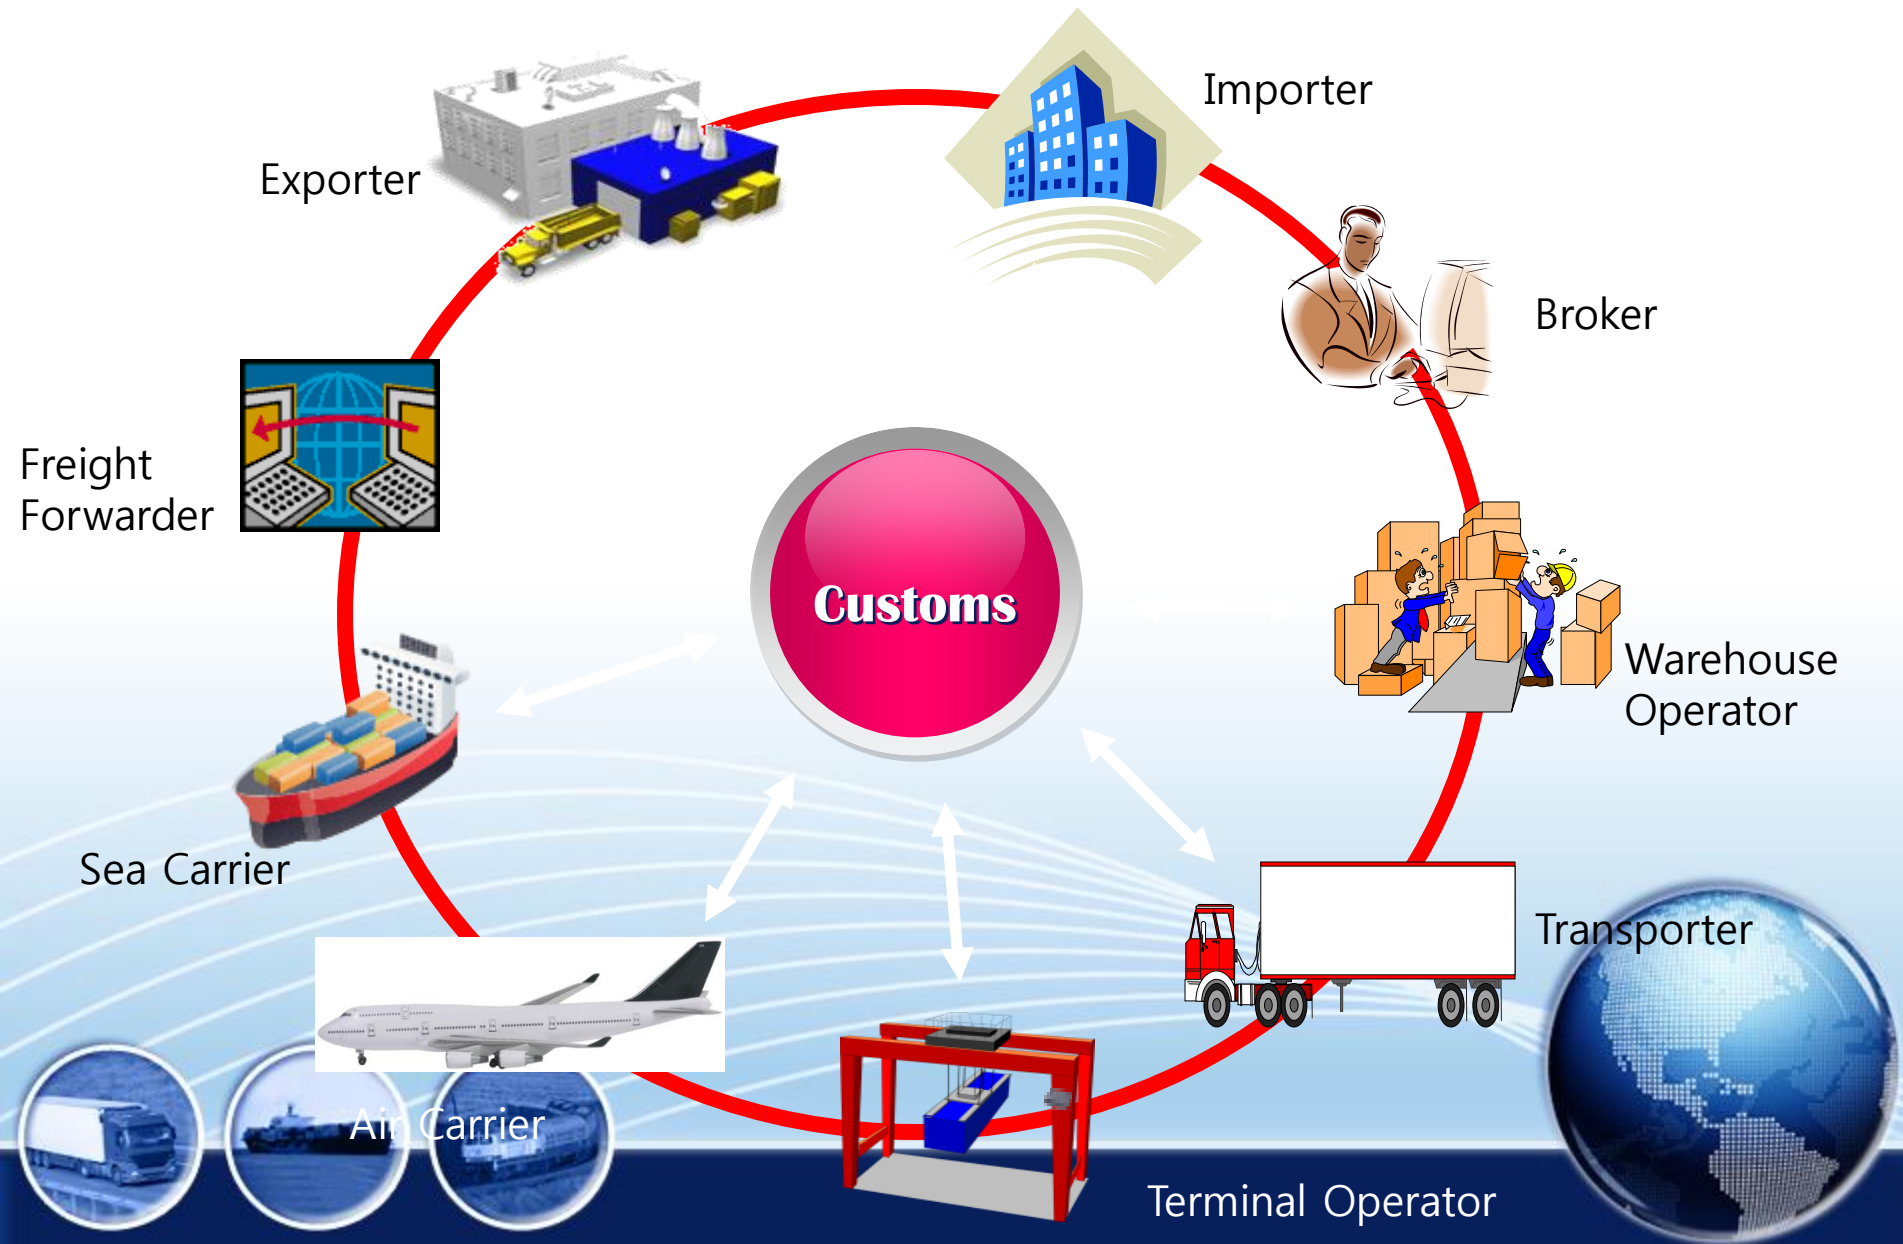 Importer
Exporter
Broker
Freight
Forwarder
Customs
Warehouse
Operator
Sea Carrier
Transporter
Air Carrier
Terminal Operator